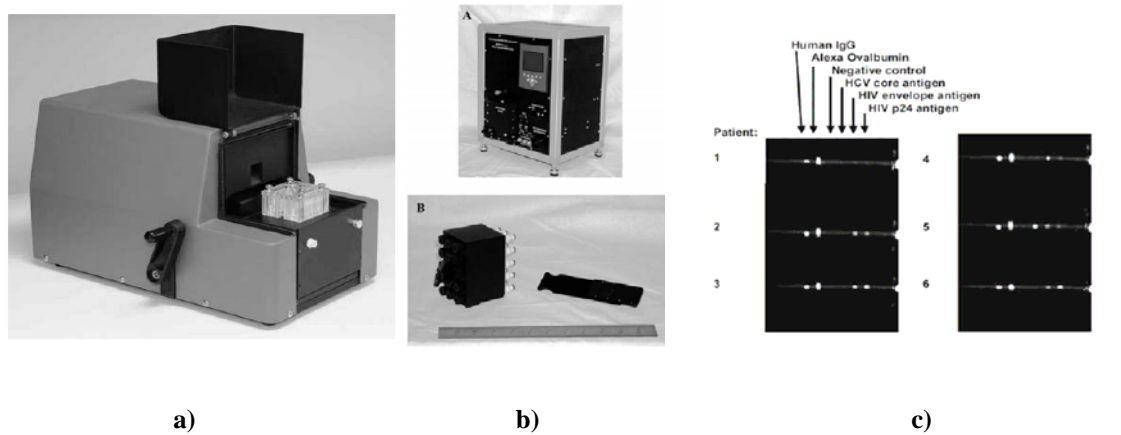 A
B
Human IgG
Alexa Ovalbumin
Negative control
HCV core antigen
HIV envelope antigen
HIV p24 antigen
Patient:
1
2
3
4
5
6
a)
b)
c)